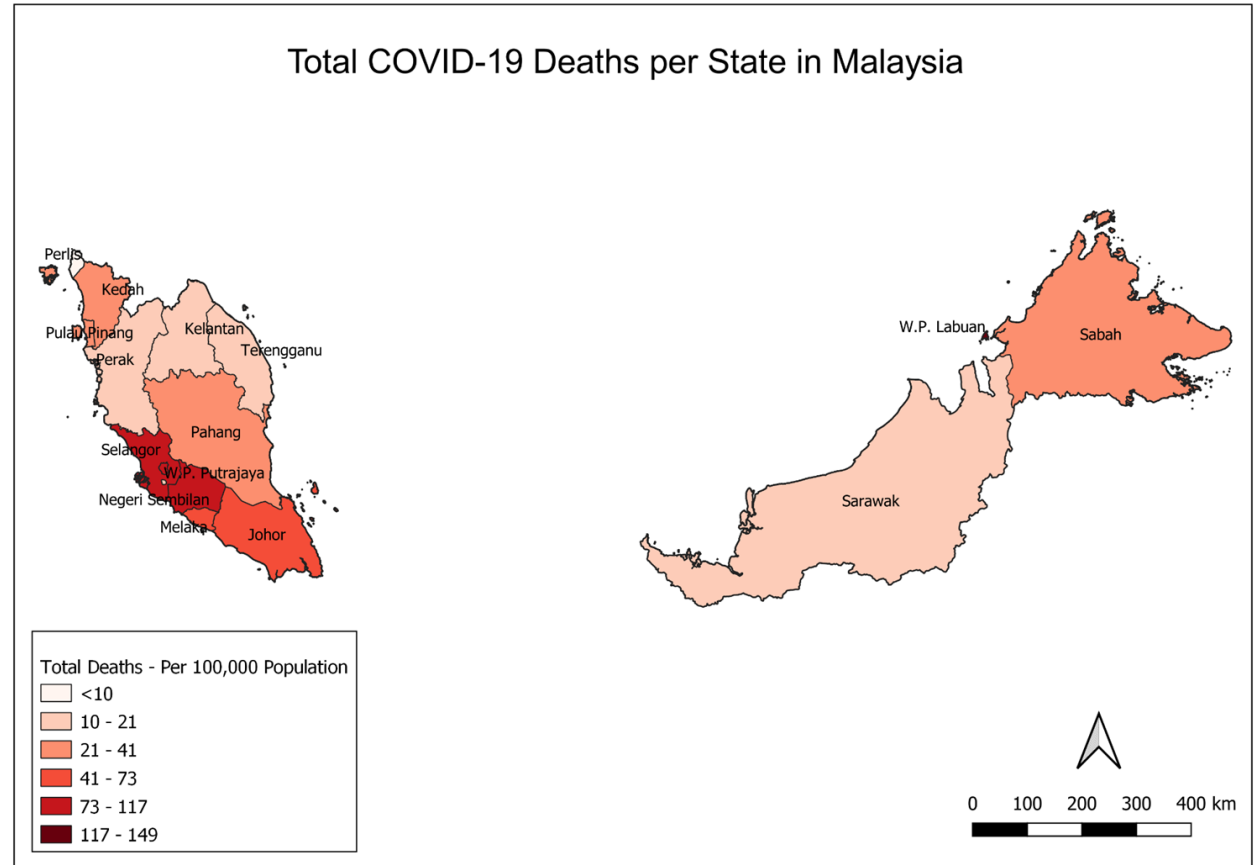 Total COVID-19 Deaths per State in Malaysia
Perlis
Kedah
Pulau Pinang
Perak
Kelantan
Terengganu
Pahang
Selangor
W.P. Putrajaya
Negeri Sembilan
Melaka
Johor
W.P. Labuan
Sabah
Sarawak
Total Deaths - Per 100,000 Population
<10
10 - 21
21 - 41
41 - 73
73 - 117
117 - 149
0 100 200 300 400 km